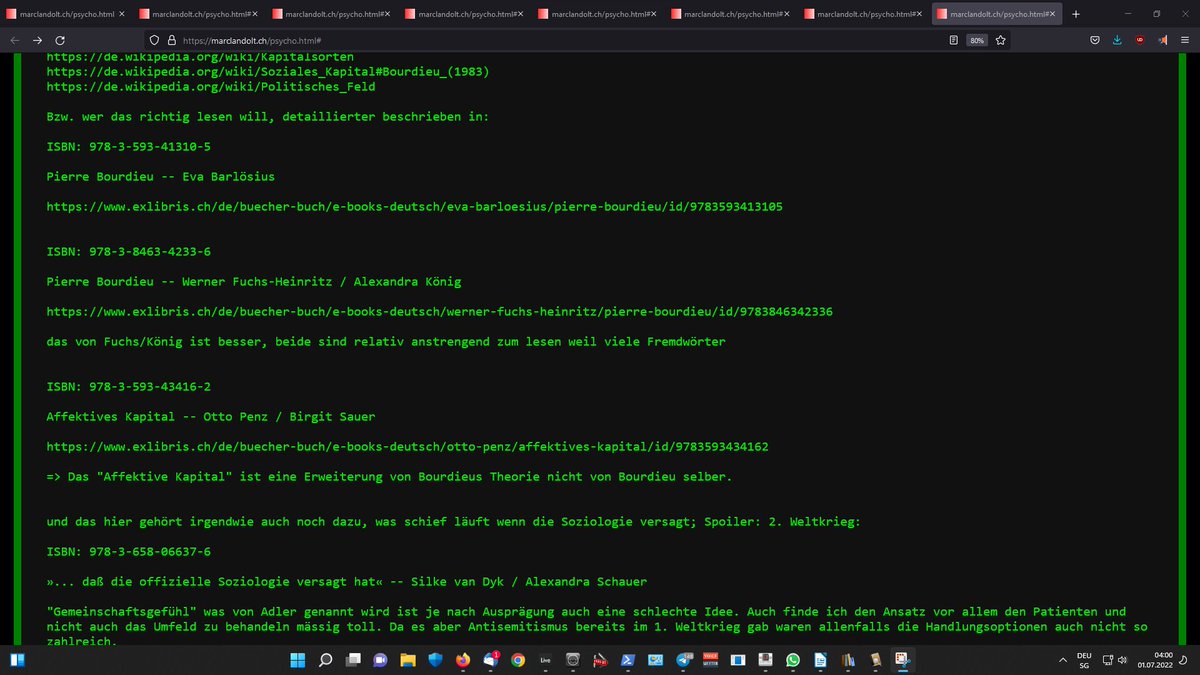 marclandolt.ch/psycho.html
marclandolt.ch/psycho.html#
marclandolt.ch/psycho.html#
marclandolt.ch/psycho.html#
marclandolt.ch/psycho.html#
marclandolt.ch/psycho.html#
marclandolt.ch/psycho.html#
marclandolt.ch/psycho.html#
https://marclandolt.ch/psycho.html#
80%
https://de.wikipedia.org/wiki/Kapitalsorten
https://de.wikipedia.org/wiki/Soziales_Kapital#Bourdieu_(1983)
https://de.wikipedia.org/wiki/Politisches_Feld
Bzw. wer das richtig lesen will, detaillierter beschrieben in:
ISBN: 978-3-593-41310-5
Pierre Bourdieu -- Eva Barlösius
https://www.exlibris.ch/de/buecher-buch/e-books-deutsch/eva-barloesius/pierre-bourdieu/id/9783593413105
ISBN: 978-3-8463-4233-6
Pierre Bourdieu -- Werner Fuchs-Heinritz / Alexandra König
https://www.exlibris.ch/de/buecher-buch/e-books-deutsch/werner-fuchs-heinritz/pierre-bourdieu/id/9783846342336
das von Fuchs/König ist besser, beide sind relativ anstrengend zum lesen weil viele Fremdwörter
ISBN: 978-3-593-43416-2
Affektives Kapital -- Otto Penz / Birgit Sauer
https://www.exlibris.ch/de/buecher-buch/e-books-deutsch/otto-penz/affektives-kapital/id/9783593434162
=> Das "Affektive Kapital" ist eine Erweiterung von Bourdieus Theorie nicht von Bourdieu selber.
und das hier gehört irgendwie auch noch dazu, was schief läuft wenn die Soziologie versagt; Spoiler: 2. Weltkrieg:
ISBN: 978-3-658-06637-6
»... daß die offizielle Soziologie versagt hat« -- Silke van Dyk / Alexandra Schauer
"Gemeinschaftsgefühl" was von Adler genannt wird ist je nach Ausprägung auch eine schlechte Idee. Auch finde ich den Ansatz vor allem den Patienten und
nicht auch das Umfeld zu behandeln mässig toll. Da es aber Antisemitismus bereits im 1. Weltkrieg gab waren allenfalls die Handlungsoptionen auch nicht so
zahlreich.
1
Live
DEU
SG
04:00
01.07.2022